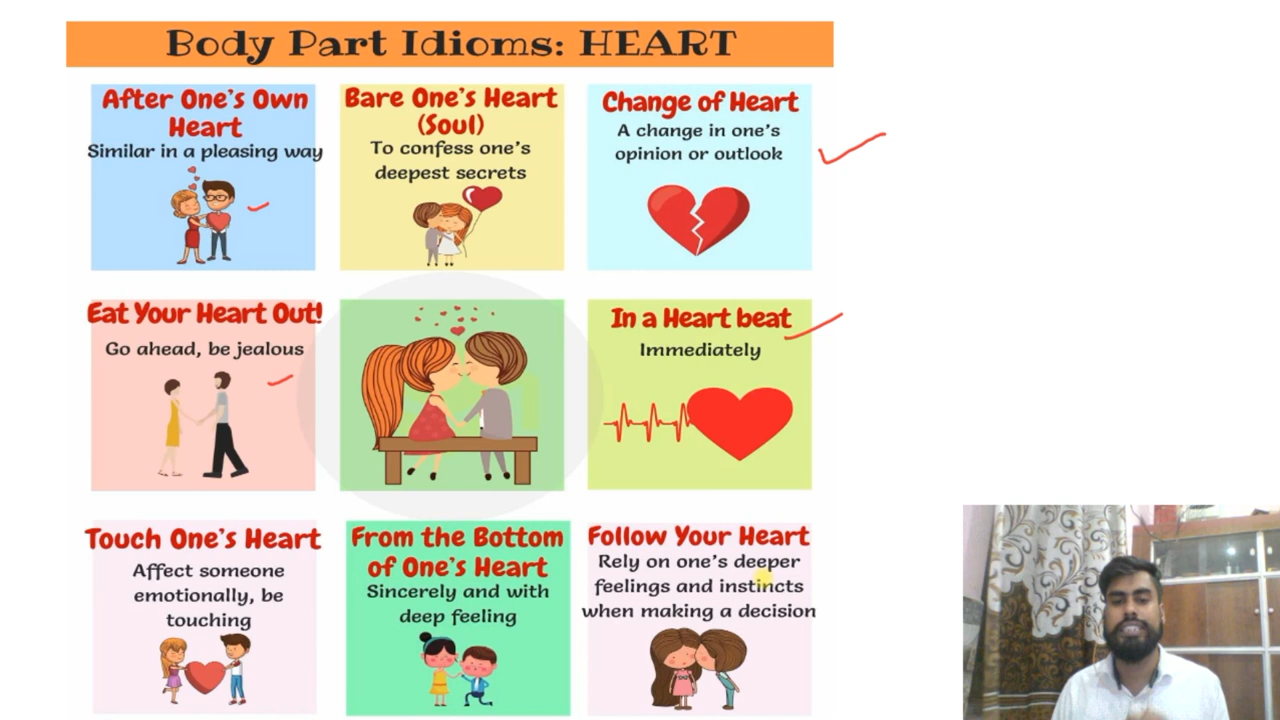 Body Part Idioms: HEART
After One's Own
Heart
Similar in a pleasing way
Bare One's Heart
(Soul)
To confess one's
deepest secrets
Change of Heart
A change in one's
opinion or outlook
Eat Your Heart Out!
Go ahead, be jealous
In a Heart beat
Immediately
Touch One's Heart
Affect someone
emotionally, be
touching
From the Bottom
of One's Heart
Sincerely and with
deep feeling
Follow Your Heart
Rely on one's deeper
feelings and instincts
when making a decision